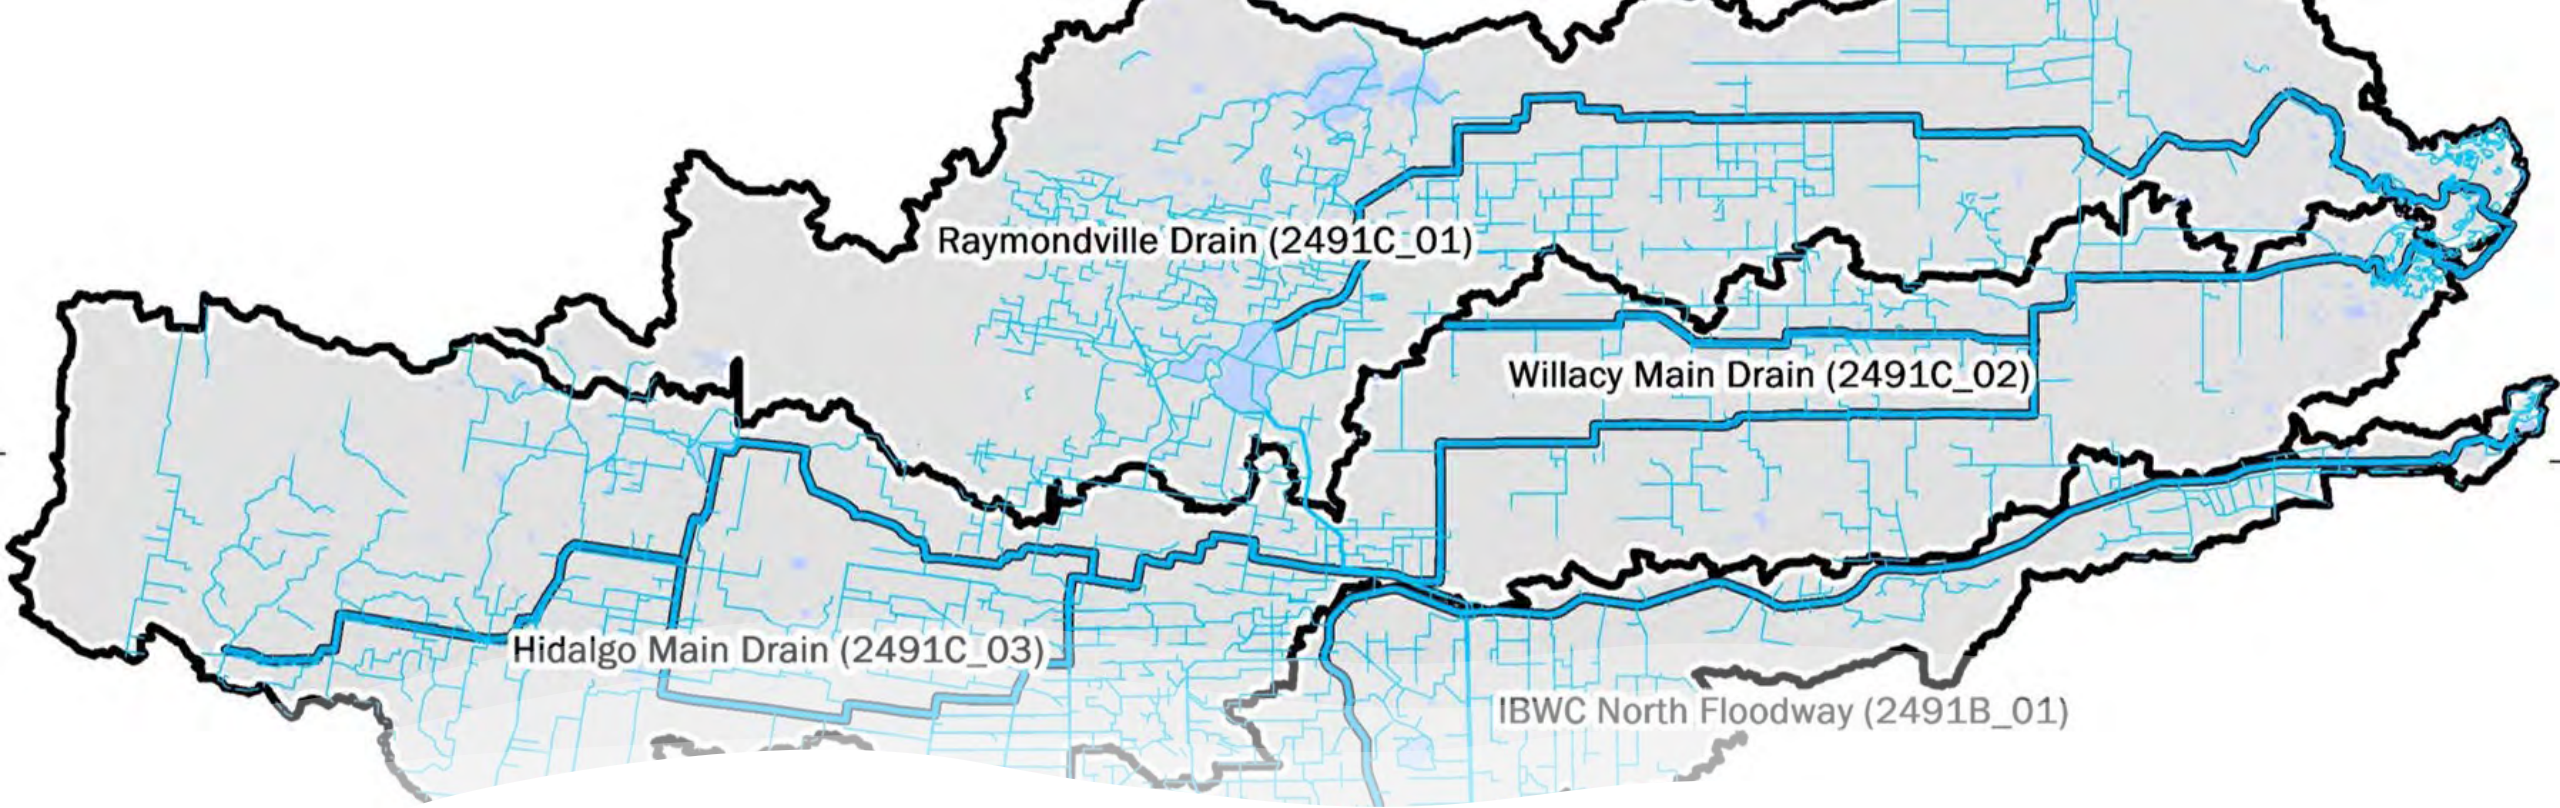 Raymondville Drain (2491C_01)
Willacy Main Drain (2491C_02)
Hidalgo Main Drain (2491C_03)
IBWC North Floodway (2491B_01)